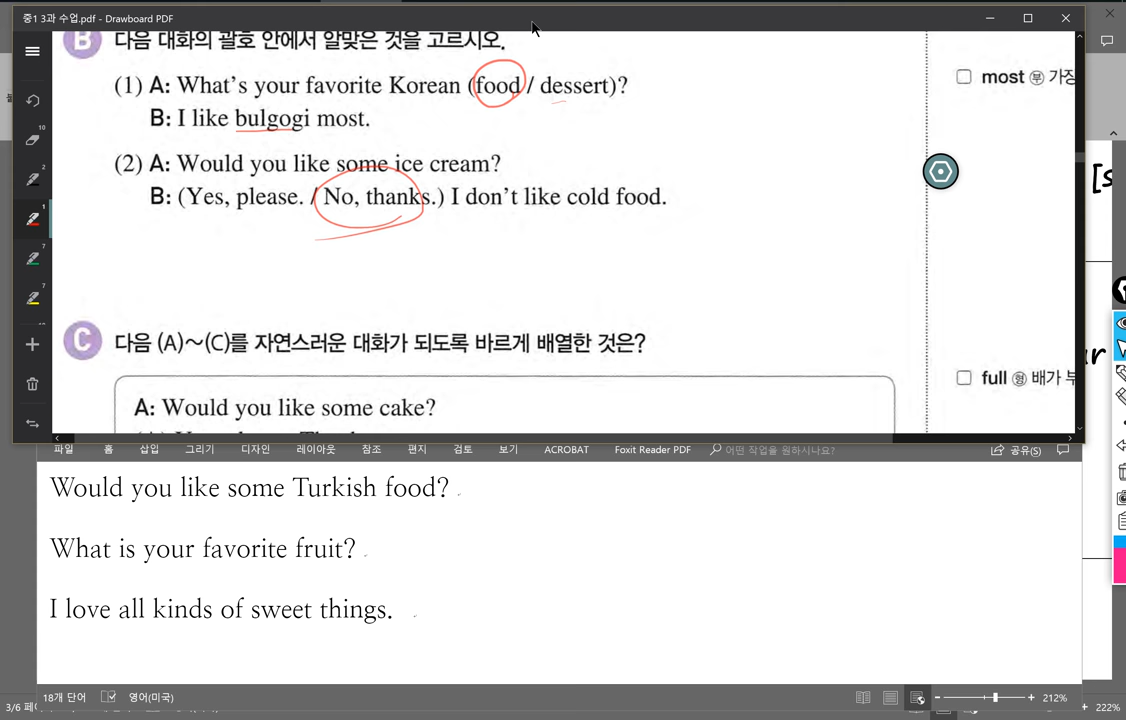 중1 3과 수업.pdf - Drawboard PDF
B 다음 대화의 괄호 안에서 알맞은 것을 고르시오.
(1) A: What's your favorite Korean (food / dessert)?
B: I like bulgogi most.
(2) A: Would you like some ice cream?
B: (Yes, please. / No, thanks.) I don't like cold food.
C 다음 (A)~(C)를 자연스러운 대화가 되도록 바르게 배열한 것은?
A: Would you like some cake?
most 부 가장
full 형 배가
10
2
1
7
7
[s
ur
파일 홈 삽입 그리기 디자인 레이아웃 참조 편지 검토 보기 ACROBAT Foxit Reader PDF 어떤 작업을 원하시나요? 공유(S)
Would you like some Turkish food?
What is your favorite fruit?
I love all kinds of sweet things.
18개 단어 영어(미국) 212%
3/6 222%